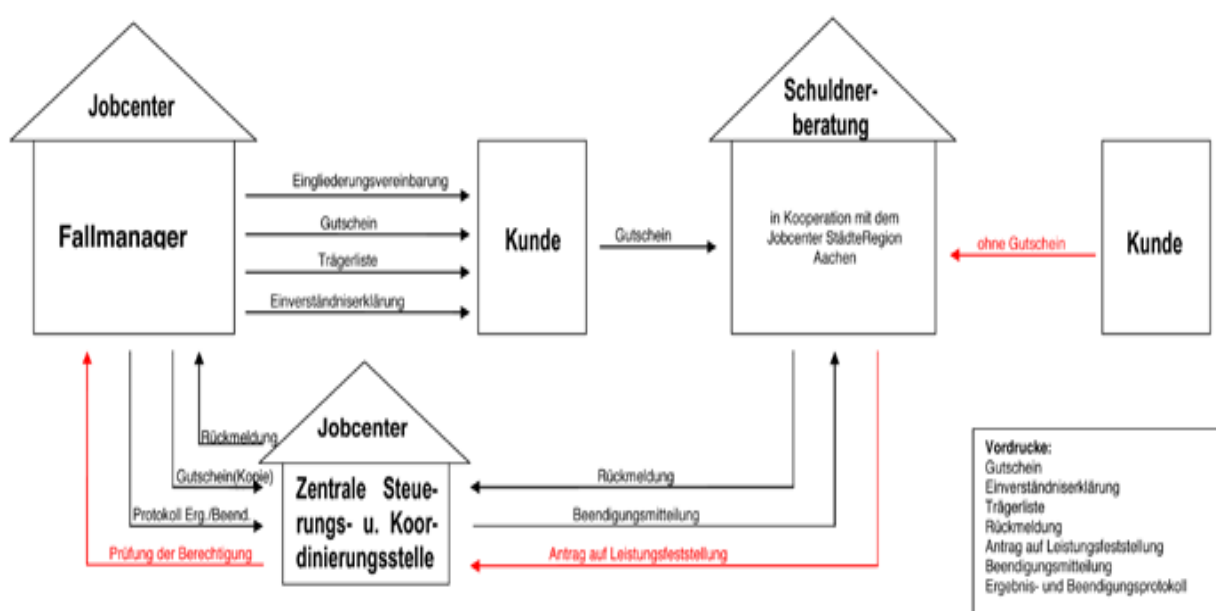 Jobcenter
Fallmanager
Eingliederungsvereinbarung
Gutschein
Trägerliste
Einverständniserklärung
Kunde
Gutschein
Schuldner-
beratung
in Kooperation mit dem
Jobcenter StädteRegion
Aachen
ohne Gutschein
Kunde
Rückmeldung
Gutschein(Kopie)
Protokoll Erg./Beend.
Prüfung der Berechtigung
Jobcenter
Zentrale Steue-
rungs- u. Koor-
dinierungsstelle
Rückmeldung
Beendigungsmitteilung
Antrag auf Leistungsfeststellung
Vordrucke:
Gutschein
Einverständniserklärung
Trägerliste
Rückmeldung
Antrag auf Leistungsfeststellung
Beendigungsmitteilung
Ergebnis- und Beendigungsprotokoll